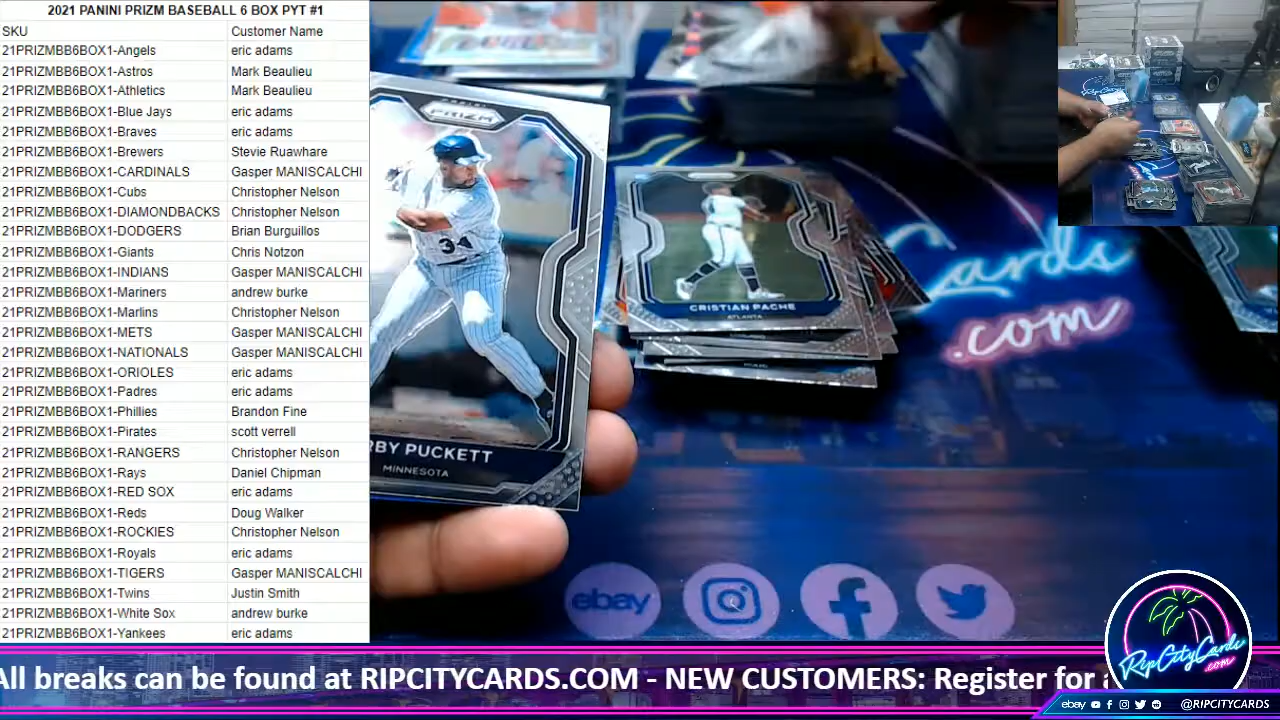 2021 PANINI PRIZM BASEBALL 6 BOX PYT #1
SKU Customer Name
21PRIZMBB6BOX1-Angels eric adams
21PRIZMBB6BOX1-Astros Mark Beaulieu
21PRIZMBB6BOX1-Athletics Mark Beaulieu
21PRIZMBB6BOX1-Blue Jays eric adams
21PRIZMBB6BOX1-Braves eric adams
21PRIZMBB6BOX1-Brewers Stevie Ruawhare
21PRIZMBB6BOX1-CARDINALS Gasper MANISCALCHI
21PRIZMBB6BOX1-Cubs Christopher Nelson
21PRIZMBB6BOX1-DIAMONDBACKS Christopher Nelson
21PRIZMBB6BOX1-DODGERS Brian Burguillos
21PRIZMBB6BOX1-Giants Chris Notzon
21PRIZMBB6BOX1-INDIANS Gasper MANISCALCHI
21PRIZMBB6BOX1-Mariners andrew burke
21PRIZMBB6BOX1-Marlins Christopher Nelson
21PRIZMBB6BOX1-METS Gasper MANISCALCHI
21PRIZMBB6BOX1-NATIONALS Gasper MANISCALCHI
21PRIZMBB6BOX1-ORIOLES eric adams
21PRIZMBB6BOX1-Padres eric adams
21PRIZMBB6BOX1-Phillies Brandon Fine
21PRIZMBB6BOX1-Pirates scott verrell
21PRIZMBB6BOX1-RANGERS Christopher Nelson
21PRIZMBB6BOX1-Rays Daniel Chipman
21PRIZMBB6BOX1-RED SOX eric adams
21PRIZMBB6BOX1-Reds Doug Walker
21PRIZMBB6BOX1-ROCKIES Christopher Nelson
21PRIZMBB6BOX1-Royals eric adams
21PRIZMBB6BOX1-TIGERS Gasper MANISCALCHI
21PRIZMBB6BOX1-Twins Justin Smith
21PRIZMBB6BOX1-White Sox andrew burke
21PRIZMBB6BOX1-Yankees eric adams
PRIZM
34
RBY PUCKETT
MINNESOTA
CRISTIAN PACHE
ATLANTA
MIAMI
Cards
.com
ebay
All breaks can be found at RIPCITYCARDS.COM - NEW CUSTOMERS: Register for a
RipCityCards
.com
ebay @RIPCITYCARDS